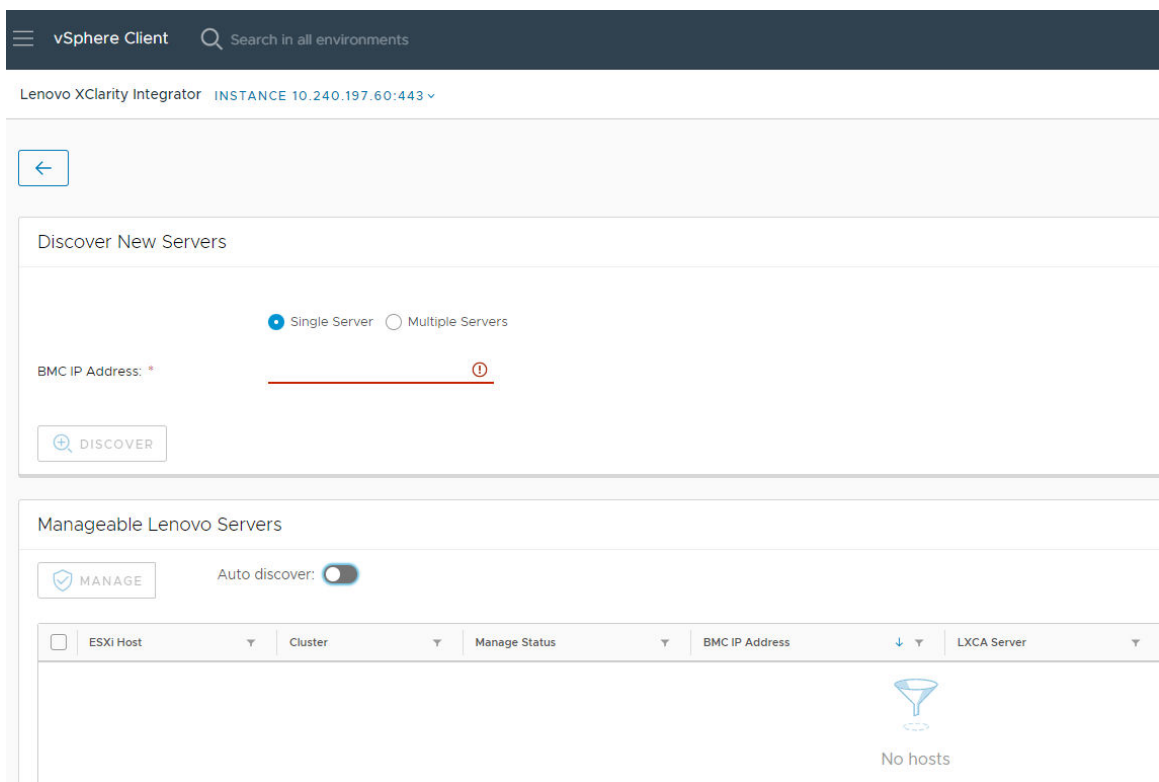 vSphere Client Search in all environments
Lenovo XClarity Integrator INSTANCE 10.240.197.60:443
Discover New Servers
Single Server Multiple Servers
BMC IP Address: *
DISCOVER
Manageable Lenovo Servers
MANAGE Auto discover:
ESXi Host Cluster Manage Status BMC IP Address LXCA Server
No hosts